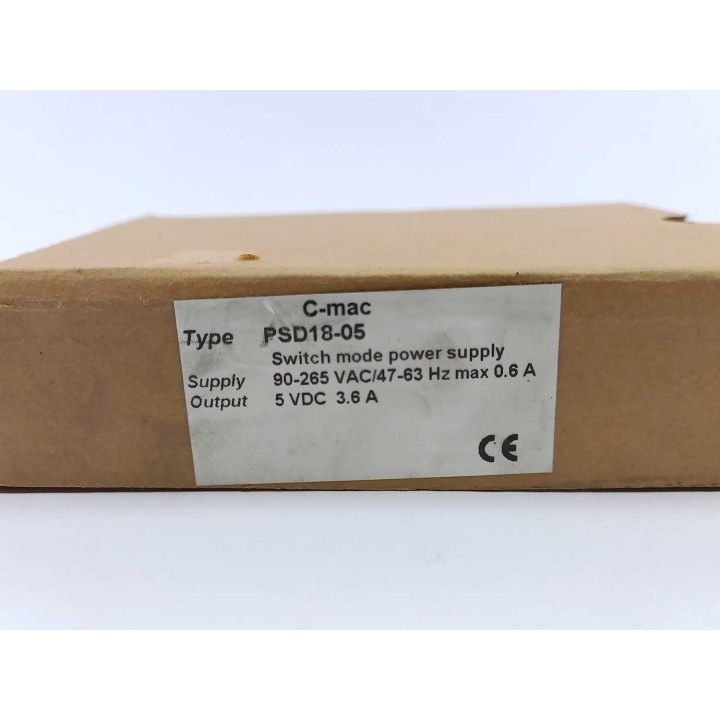 C-mac
Type PSD18-05
Switch mode power supply
Supply 90-265 VAC/47-63 Hz max 0.6 A
Output 5 VDC 3.6 A
CE